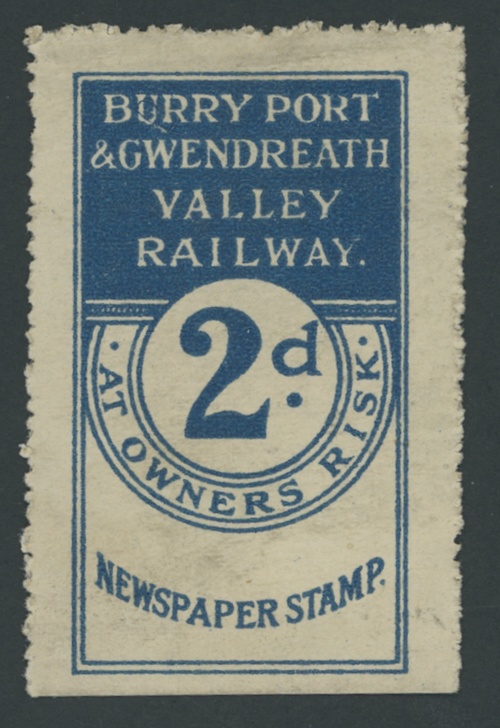 BURRY PORT
&GWENDREATH
VALLEY
RAILWAY.
2d.
· AT OWNERS RISK ·
NEWSPAPER STAMP.